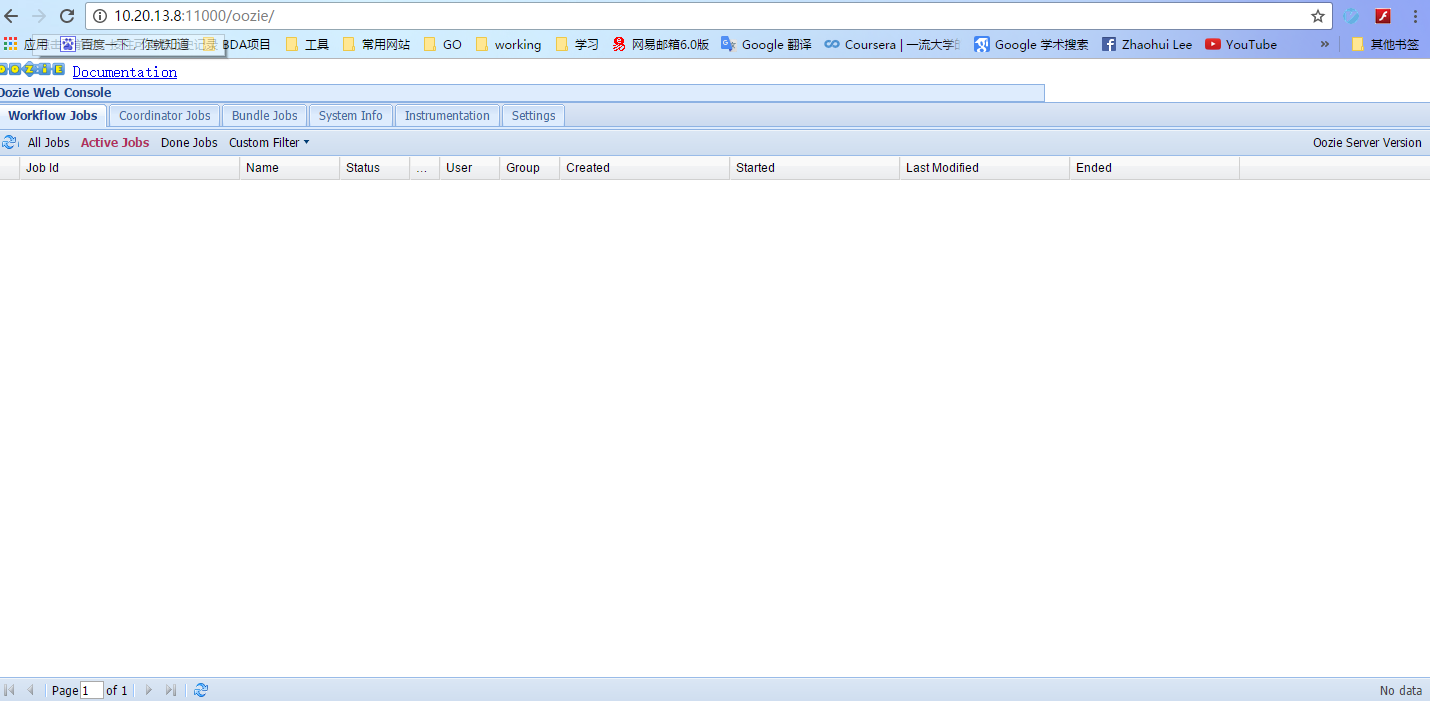 10.20.13.8:11000/oozie/
应用 百度一下，你就知道 BDA项目 工具 常用网站 GO working 学习 网易邮箱6.0版 Google 翻译 Coursera | 一流大学 Google 学术搜索 Zhaohui Lee YouTube » 其他书签
OOZIE Documentation
Oozie Web Console
Workflow Jobs Coordinator Jobs Bundle Jobs System Info Instrumentation Settings
All Jobs Active Jobs Done Jobs Custom Filter Oozie Server Version
Job Id Name Status ... User Group Created Started Last Modified Ended
Page 1 of 1 No data